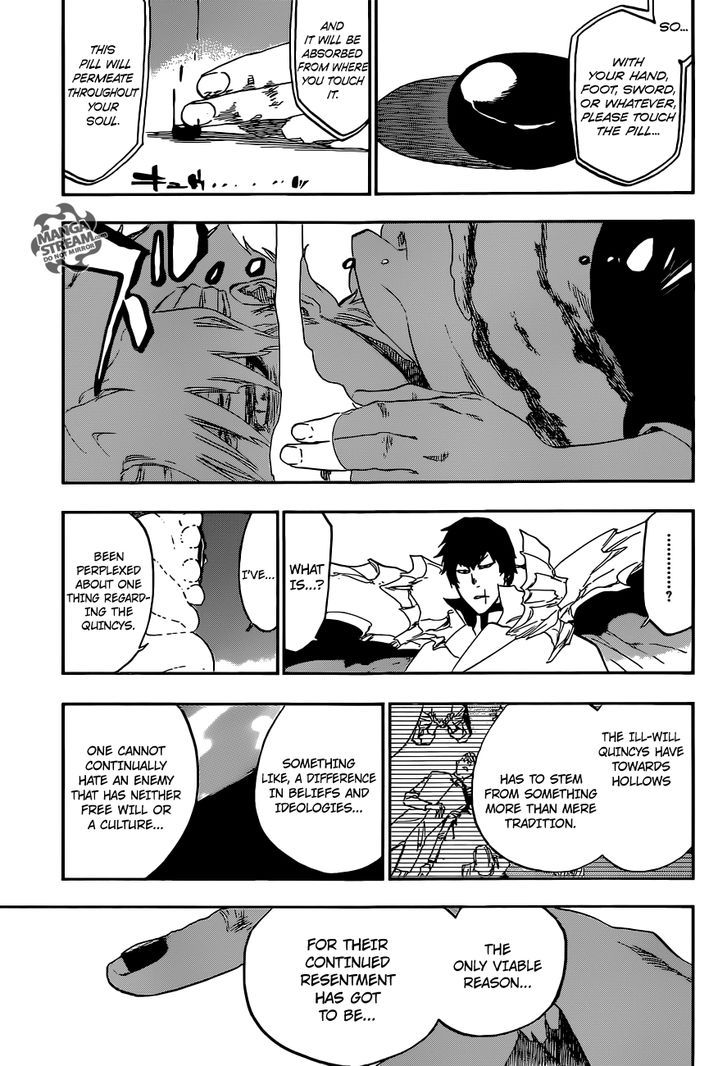 SO...
WITH
YOUR HAND,
FOOT, SWORD,
OR WHATEVER,
PLEASE TOUCH
THE PILL...
AND
IT WILL BE
ABSORBED
FROM WHERE
YOU TOUCH
IT.
THIS
PILL WILL
PERMEATE
THROUGHOUT
YOUR
SOUL.
MANGA
STREAM.com
DO NOT MIRROR!
............?
WHAT
IS...?
I'VE...
BEEN
PERPLEXED
ABOUT ONE
THING REGARD-
ING THE
QUINCYS.
THE ILL-WILL
QUINCYS HAVE
TOWARDS
HOLLOWS
HAS TO STEM
FROM SOMETHING
MORE THAN MERE
TRADITION.
SOMETHING
LIKE, A DIFFERENCE
IN BELIEFS AND
IDEOLOGIES...
ONE CANNOT
CONTINUALLY
HATE AN ENEMY
THAT HAS NEITHER
FREE WILL OR
A CULTURE...
THE
ONLY VIABLE
REASON...
FOR THEIR
CONTINUED
RESENTMENT
HAS GOT
TO BE...